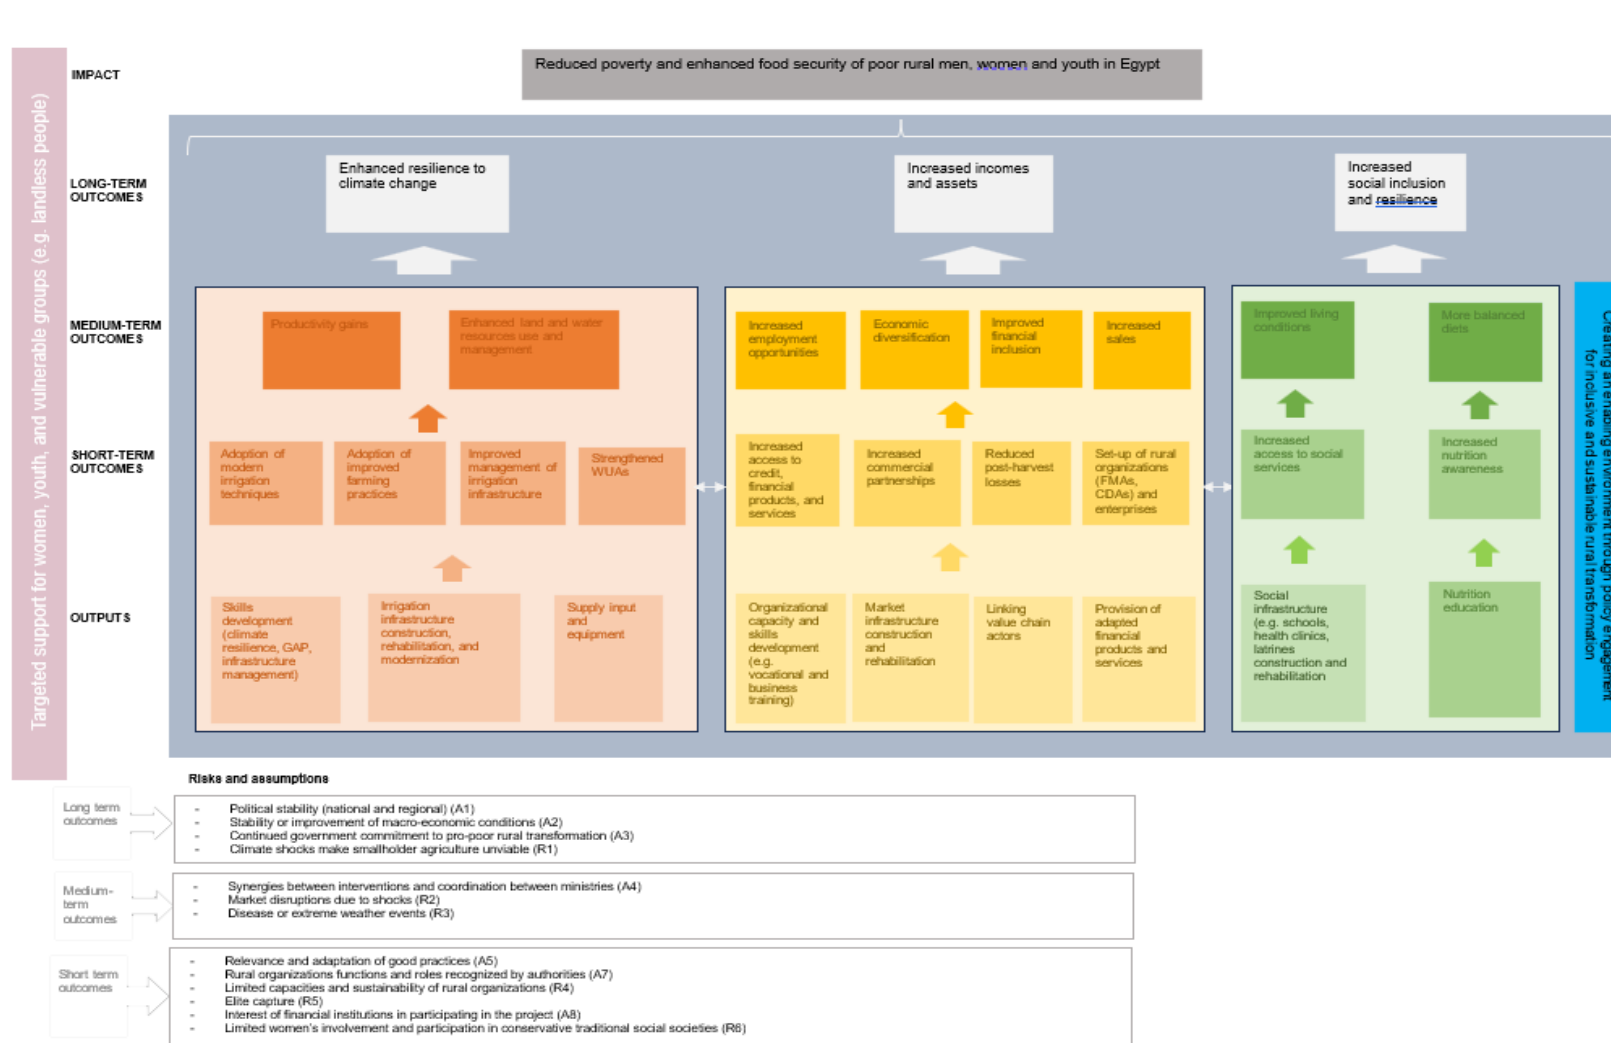 Targeted support for women, youth, and vulnerable groups (e.g. landless people)
IMPACT
Reduced poverty and enhanced food security of poor rural men, women and youth in Egypt
LONG-TERM
OUTCOMES
Enhanced resilience to
climate change
Increased incomes
and assets
Increased
social inclusion
and resilience
MEDIUM-TERM
OUTCOMES
Productivity gains
Enhanced land and water
resources use and
management
Increased
employment
opportunities
Economic
diversification
Improved
financial
inclusion
Increased
sales
Improved living
conditions
More balanced
diets
SHORT-TERM
OUTCOMES
Adoption of
modern
irrigation
techniques
Adoption of
improved
farming
practices
Improved
management of
irrigation
infrastructure
Strengthened
WUAs
Increased
access to
credit,
financial
products, and
services
Increased
commercial
partnerships
Reduced
post-harvest
losses
Set-up of rural
organizations
(FMAs,
CDAs) and
enterprises
Increased
access to social
services
Increased
nutrition
awareness
OUTPUTS
Skills
development
(climate
resilience, GAP,
infrastructure
management)
Irrigation
infrastructure
construction,
rehabilitation, and
modernization
Supply input
and
equipment
Organizational
capacity and
skills
development
(e.g.
vocational and
business
training)
Market
infrastructure
construction
and
rehabilitation
Linking
value chain
actors
Provision of
adapted
financial
products and
services
Social
infrastructure
(e.g. schools,
health clinics,
latrines
construction and
rehabilitation
Nutrition
education
Creating an enabling environment through policy engagement
for inclusive and sustainable rural transformation
Risks and assumptions
Long term
outcomes
- Political stability (national and regional) (A1)
- Stability or improvement of macro-economic conditions (A2)
- Continued government commitment to pro-poor rural transformation (A3)
- Climate shocks make smallholder agriculture unviable (R1)
Medium-
term
outcomes
- Synergies between interventions and coordination between ministries (A4)
- Market disruptions due to shocks (R2)
- Disease or extreme weather events (R3)
Short term
outcomes
- Relevance and adaptation of good practices (A5)
- Rural organizations functions and roles recognized by authorities (A7)
- Limited capacities and sustainability of rural organizations (R4)
- Elite capture (R5)
- Interest of financial institutions in participating in the project (A8)
- Limited women's involvement and participation in conservative traditional social societies (R6)